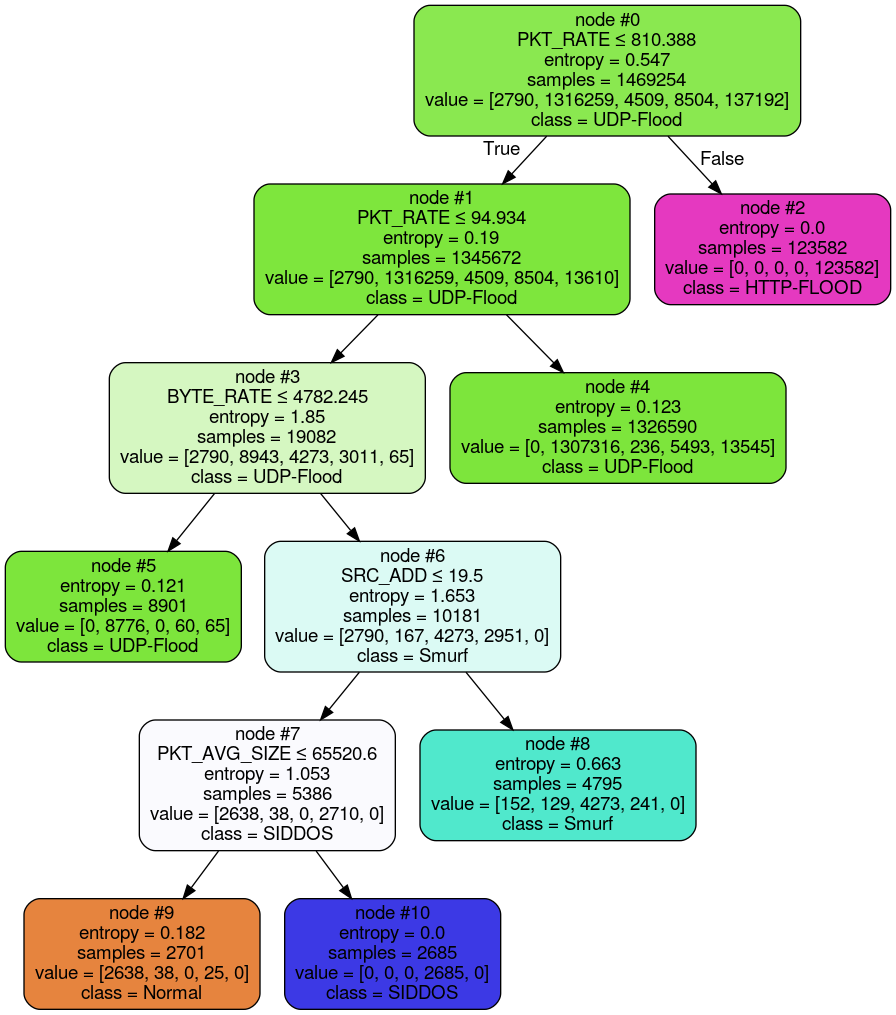 node #0
PKT_RATE ≤ 810.388
entropy = 0.547
samples = 1469254
value = [2790, 1316259, 4509, 8504, 137192]
class = UDP-Flood
True
False
node #1
PKT_RATE ≤ 94.934
entropy = 0.19
samples = 1345672
value = [2790, 1316259, 4509, 8504, 13610]
class = UDP-Flood
node #2
entropy = 0.0
samples = 123582
value = [0, 0, 0, 0, 123582]
class = HTTP-FLOOD
node #3
BYTE_RATE ≤ 4782.245
entropy = 1.85
samples = 19082
value = [2790, 8943, 4273, 3011, 65]
class = UDP-Flood
node #4
entropy = 0.123
samples = 1326590
value = [0, 1307316, 236, 5493, 13545]
class = UDP-Flood
node #5
entropy = 0.121
samples = 8901
value = [0, 8776, 0, 60, 65]
class = UDP-Flood
node #6
SRC_ADD ≤ 19.5
entropy = 1.653
samples = 10181
value = [2790, 167, 4273, 2951, 0]
class = Smurf
node #7
PKT_AVG_SIZE ≤ 65520.6
entropy = 1.053
samples = 5386
value = [2638, 38, 0, 2710, 0]
class = SIDDOS
node #8
entropy = 0.663
samples = 4795
value = [152, 129, 4273, 241, 0]
class = Smurf
node #9
entropy = 0.182
samples = 2701
value = [2638, 38, 0, 25, 0]
class = Normal
node #10
entropy = 0.0
samples = 2685
value = [0, 0, 0, 2685, 0]
class = SIDDOS